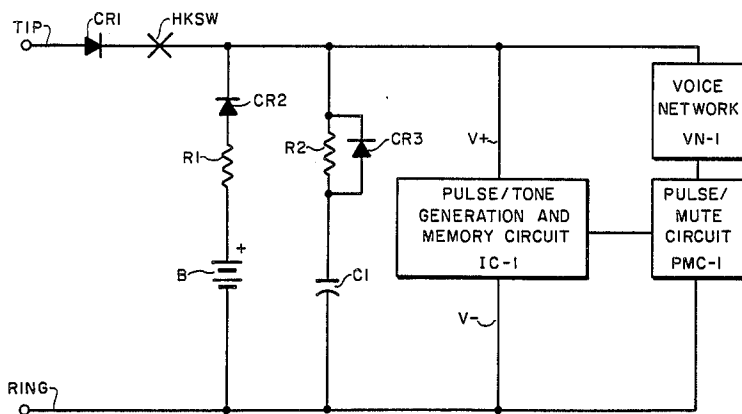 TIP
CR1
HKSW
CR2
R1
+
B
R2
CR3
C1
V+
PULSE/TONE
GENERATION AND
MEMORY CIRCUIT
IC-1
V-
VOICE
NETWORK
VN-1
PULSE/
MUTE
CIRCUIT
PMC-1
RING